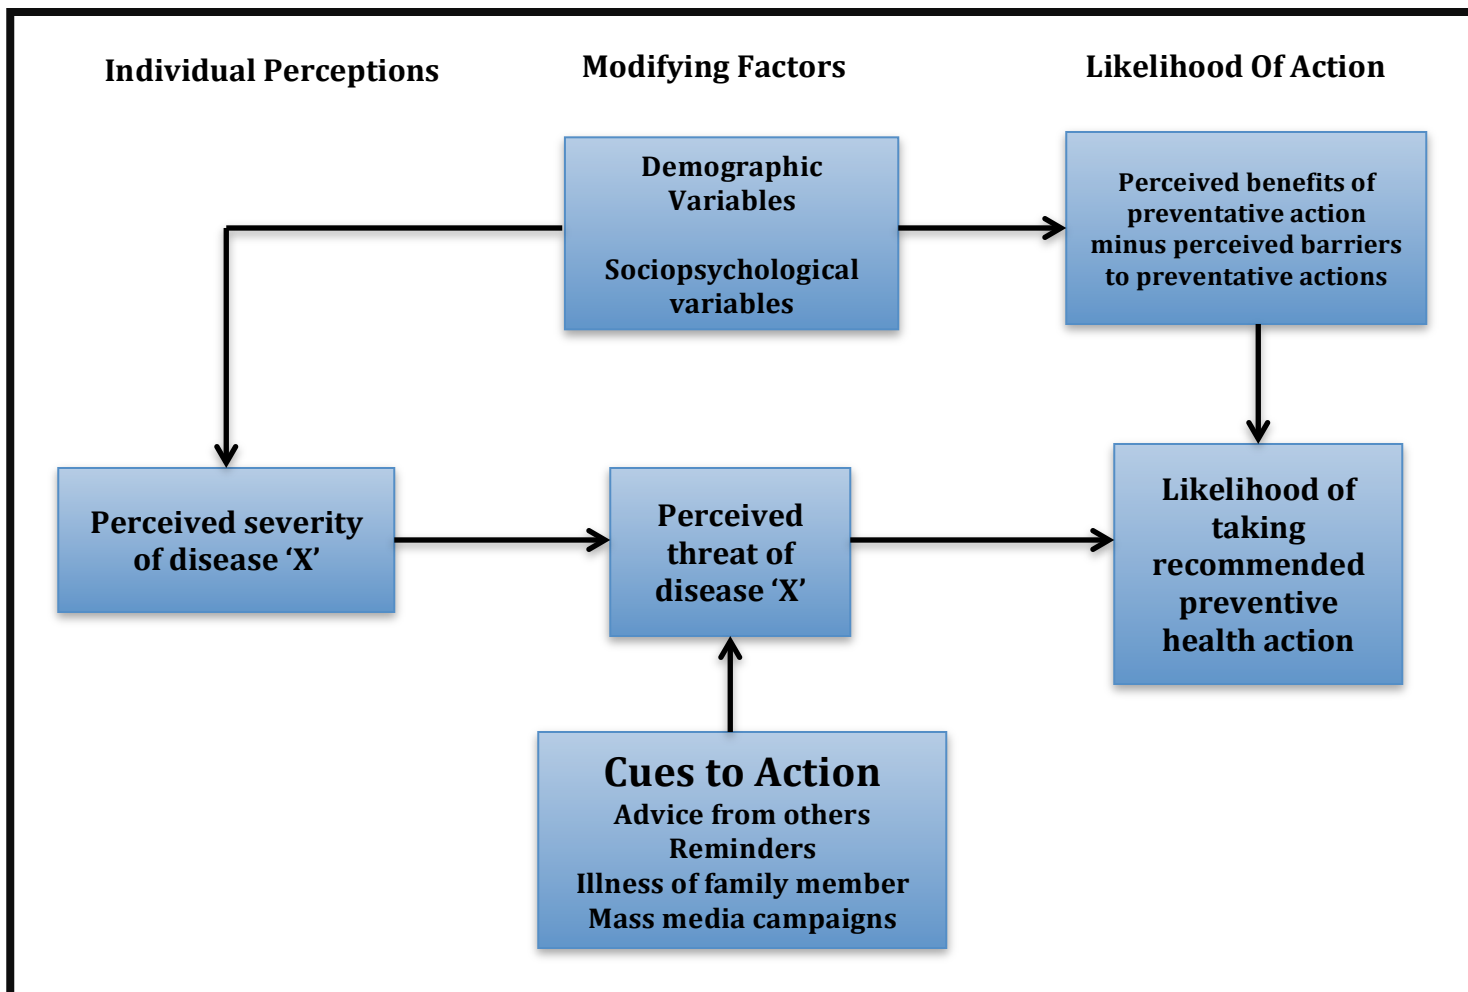 Individual Perceptions
Modifying Factors
Likelihood Of Action
Demographic
Variables
Sociopsychological
variables
Perceived benefits of
preventative action
minus perceived barriers
to preventative actions
Perceived severity
of disease ‘X’
Perceived
threat of
disease ‘X’
Likelihood of
taking
recommended
preventive
health action
Cues to Action
Advice from others
Reminders
Illness of family member
Mass media campaigns